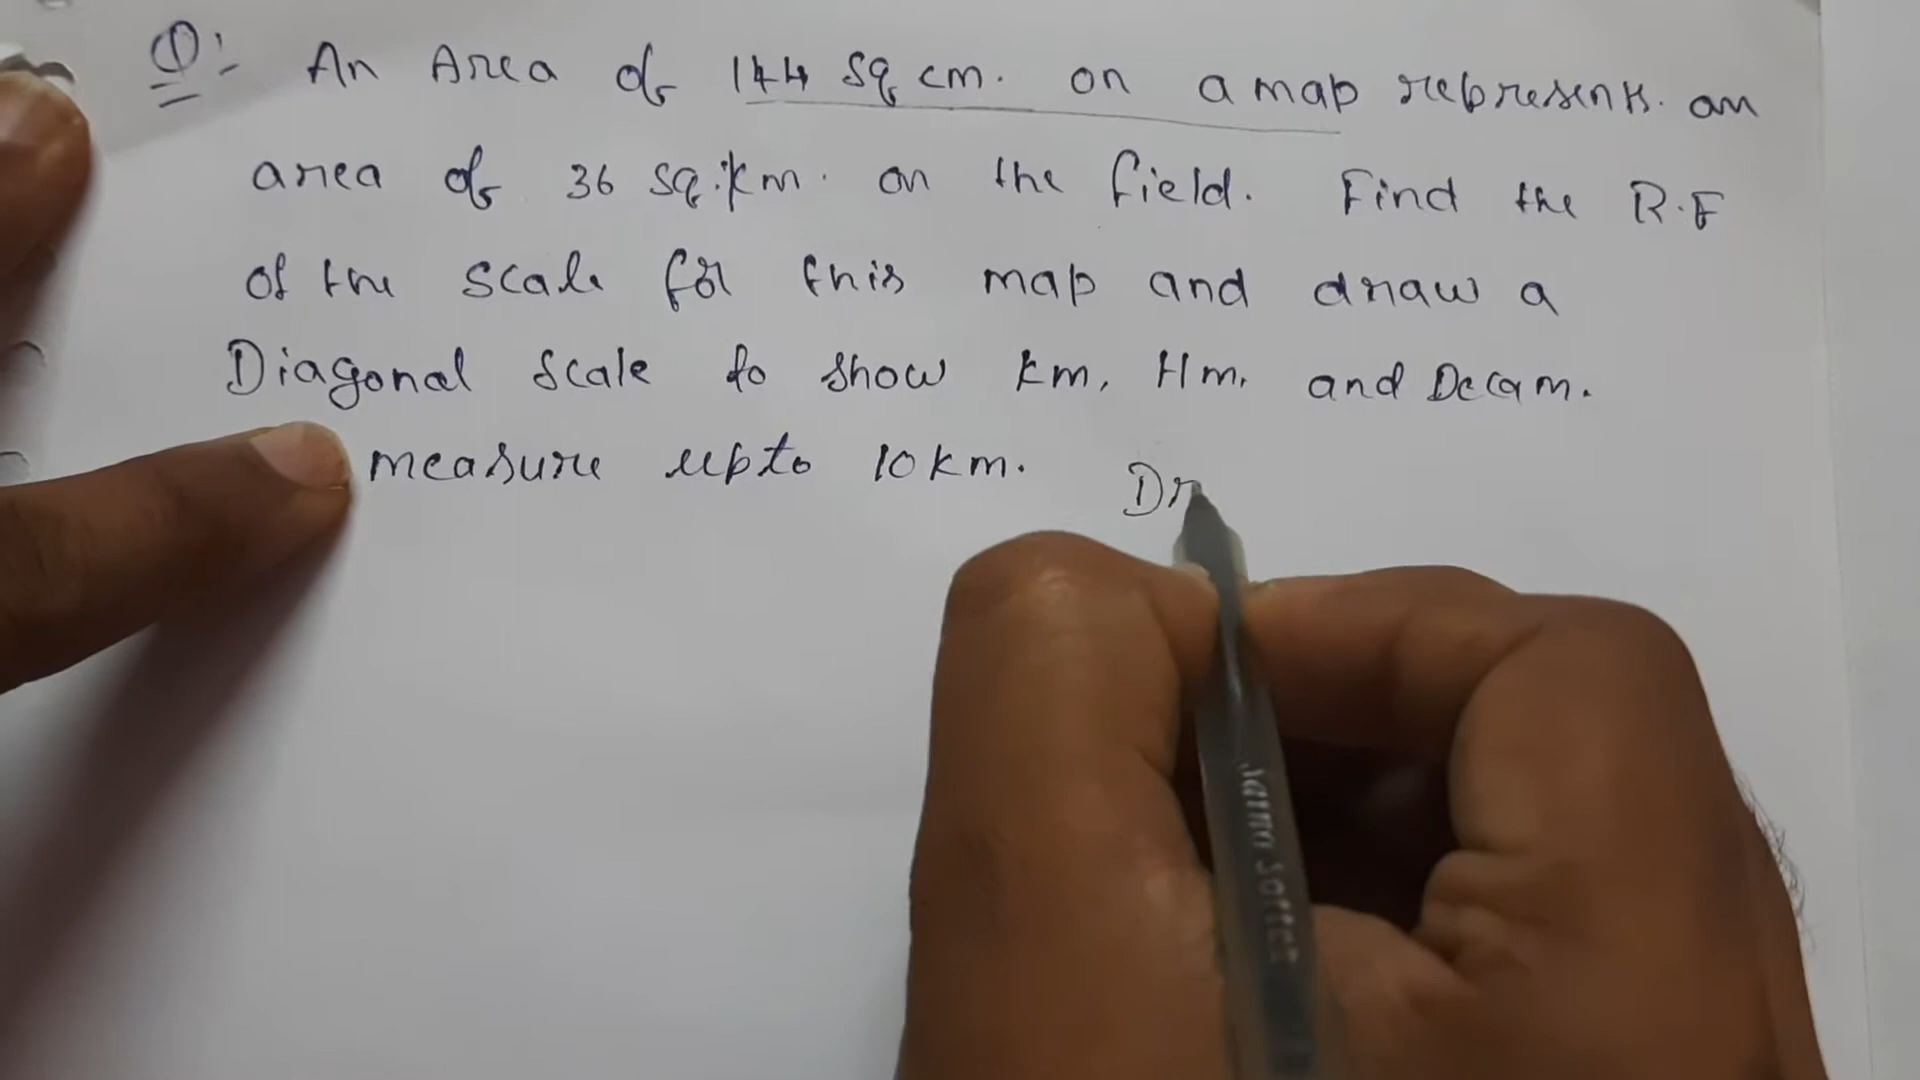 Q:- An Area of 144 sq cm. on a map represents. an
area of 36 sq.km. on the field. Find the R.F
of the scale for this map and draw a
Diagonal scale to show km, Hm. and Decam.
measure upto 10 km. Dr